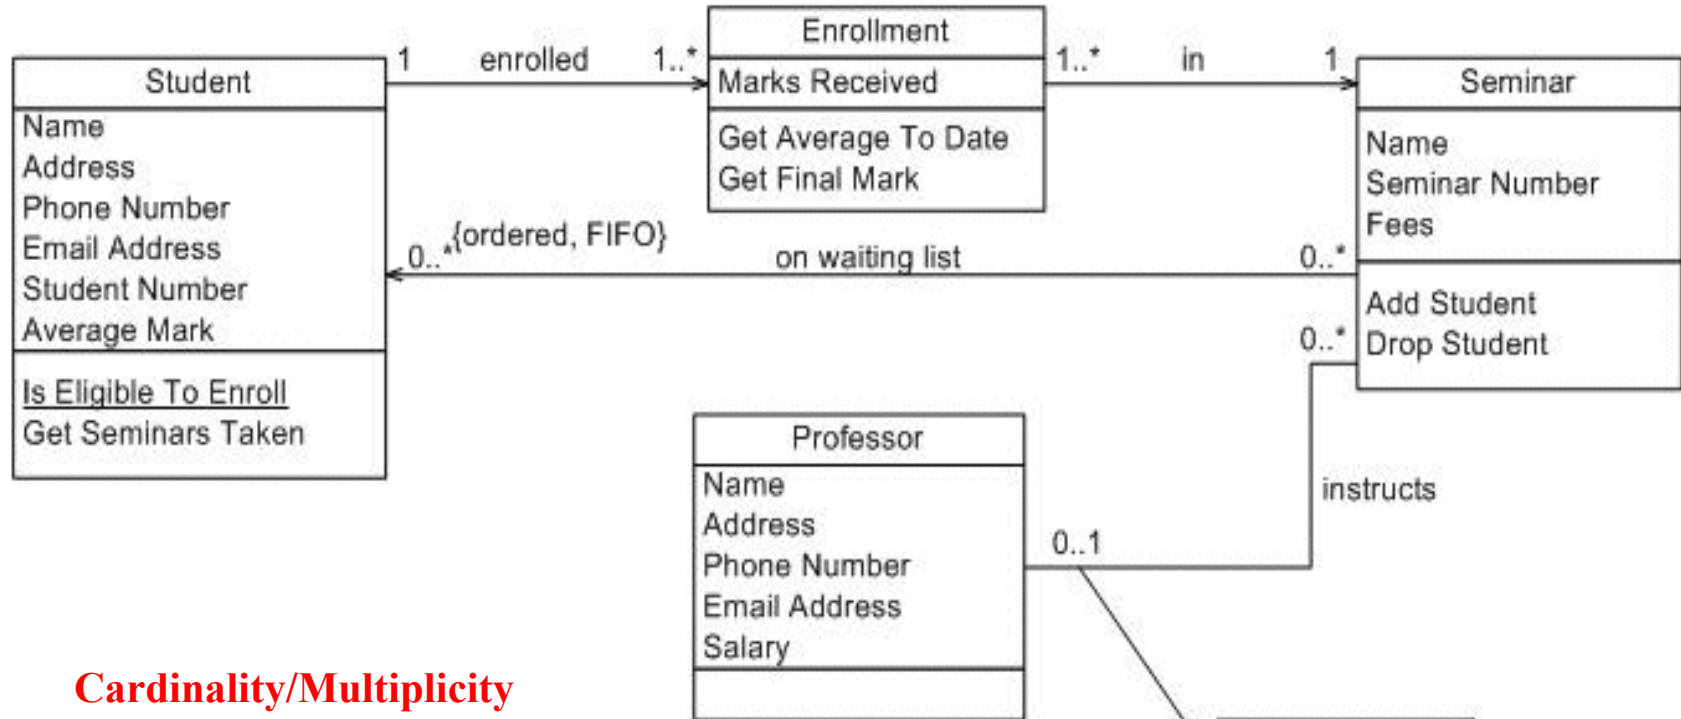 Student
Name
Address
Phone Number
Email Address
Student Number
Average Mark
Is Eligible To Enroll
Get Seminars Taken
1 enrolled 1..*
Enrollment
Marks Received
Get Average To Date
Get Final Mark
1..* in 1
Seminar
Name
Seminar Number
Fees
Add Student
Drop Student
{ordered, FIFO}
0..* on waiting list 0..*
0..*
instructs
0..1
Professor
Name
Address
Phone Number
Email Address
Salary
Cardinality/Multiplicity